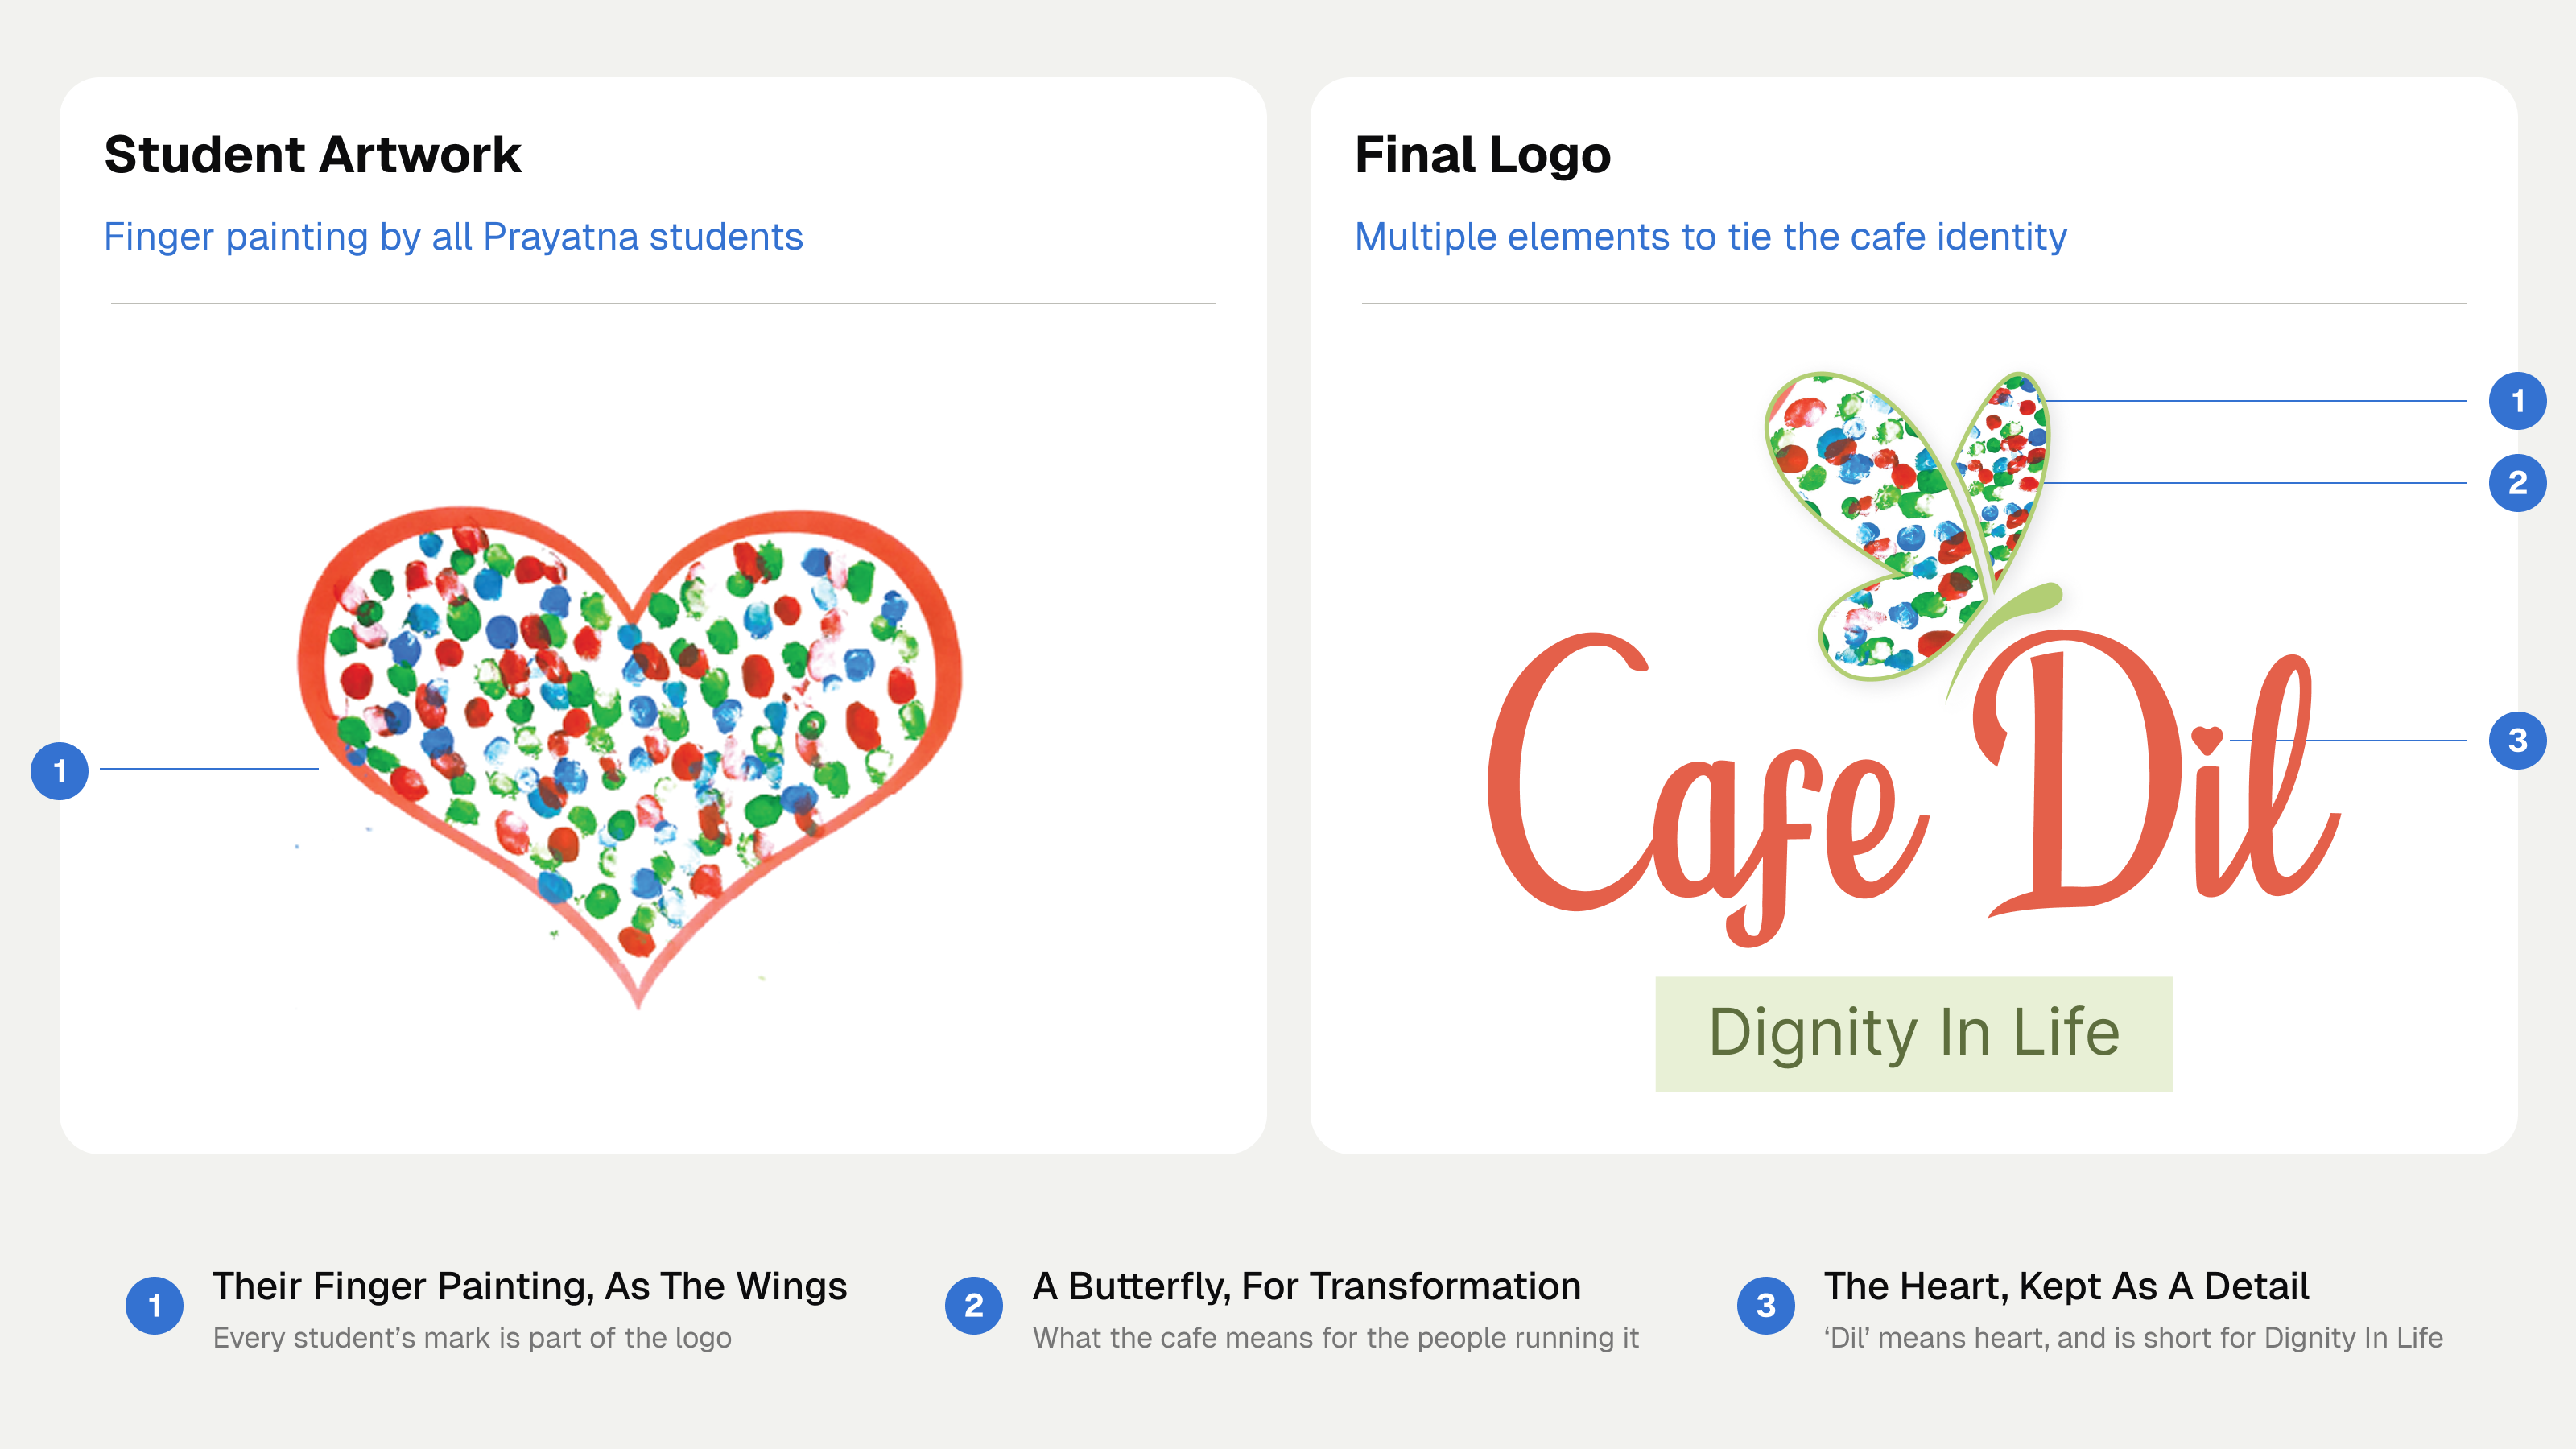 Student Artwork
Finger painting by all Prayatna students
1
Final Logo
Multiple elements to tie the cafe identity
1
2
3
Cafe Dil
Dignity In Life
1
Their Finger Painting, As The Wings
Every student’s mark is part of the logo
2
A Butterfly, For Transformation
What the cafe means for the people running it
3
The Heart, Kept As A Detail
‘Dil’ means heart, and is short for Dignity In Life